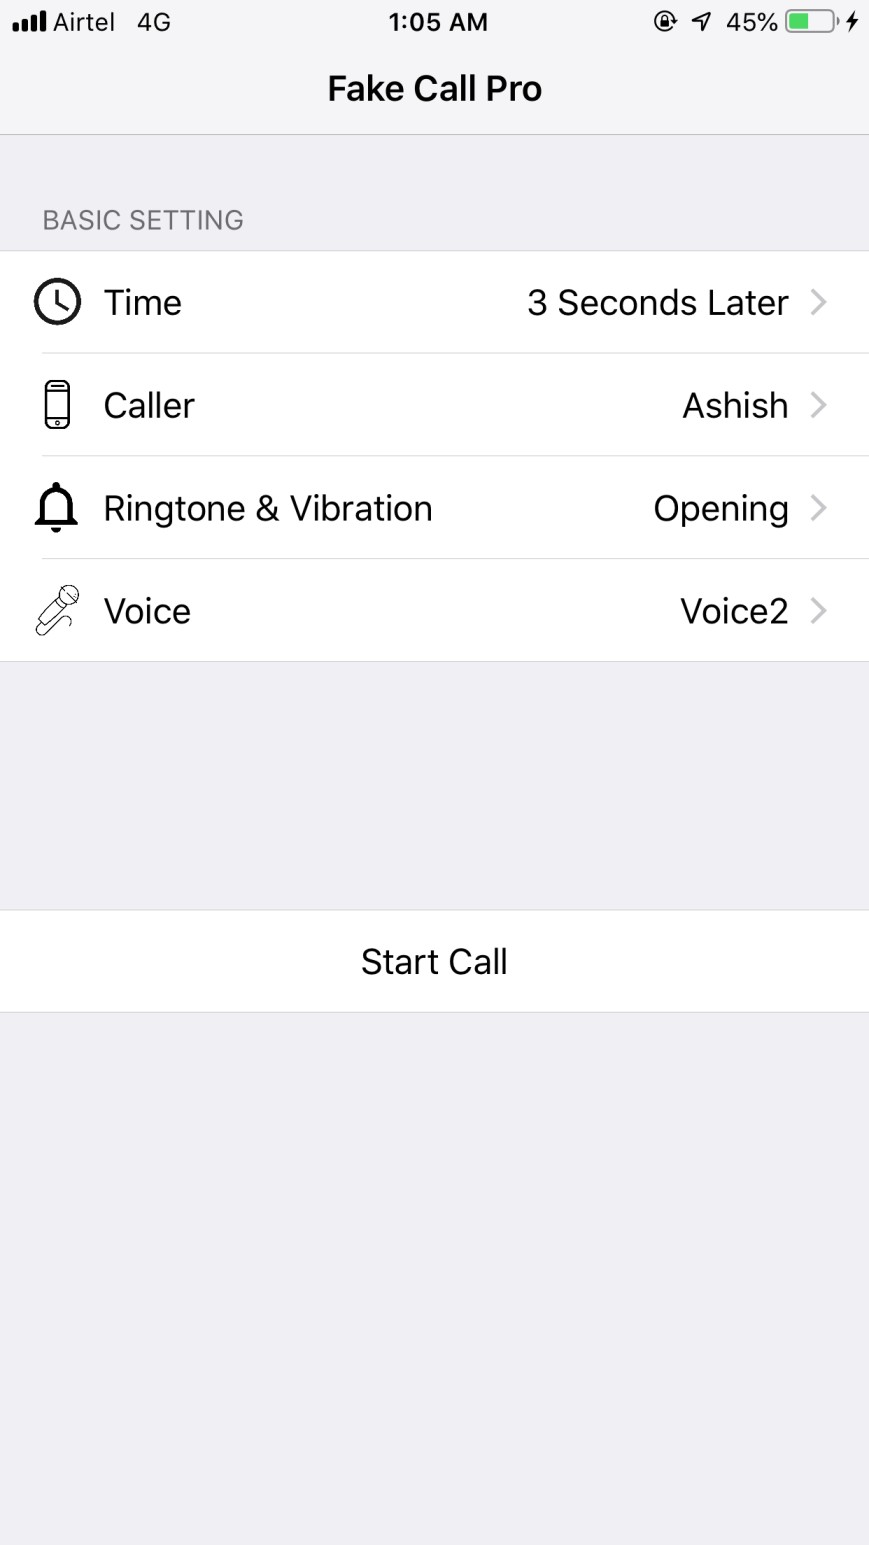 Airtel 4G 1:05 AM 45%
Fake Call Pro
BASIC SETTING
Time 3 Seconds Later
Caller Ashish
Ringtone & Vibration Opening
Voice Voice2
Start Call